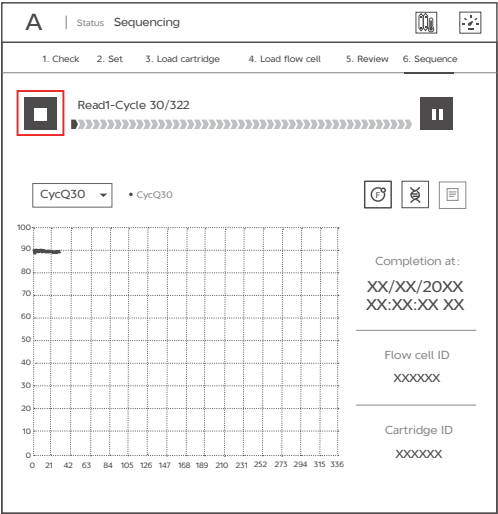 A | Status Sequencing
1. Check 2. Set 3. Load cartridge 4. Load flow cell 5. Review 6. Sequence
Read1-Cycle 30/322
CycQ30 • CycQ30
F
100
90
80
70
60
50
40
30
20
10
0
0 21 42 63 84 105 126 147 168 189 210 231 252 273 294 315 336
Completion at:
XX/XX/20XX
XX:XX:XX XX
Flow cell ID
XXXXXX
Cartridge ID
XXXXXX